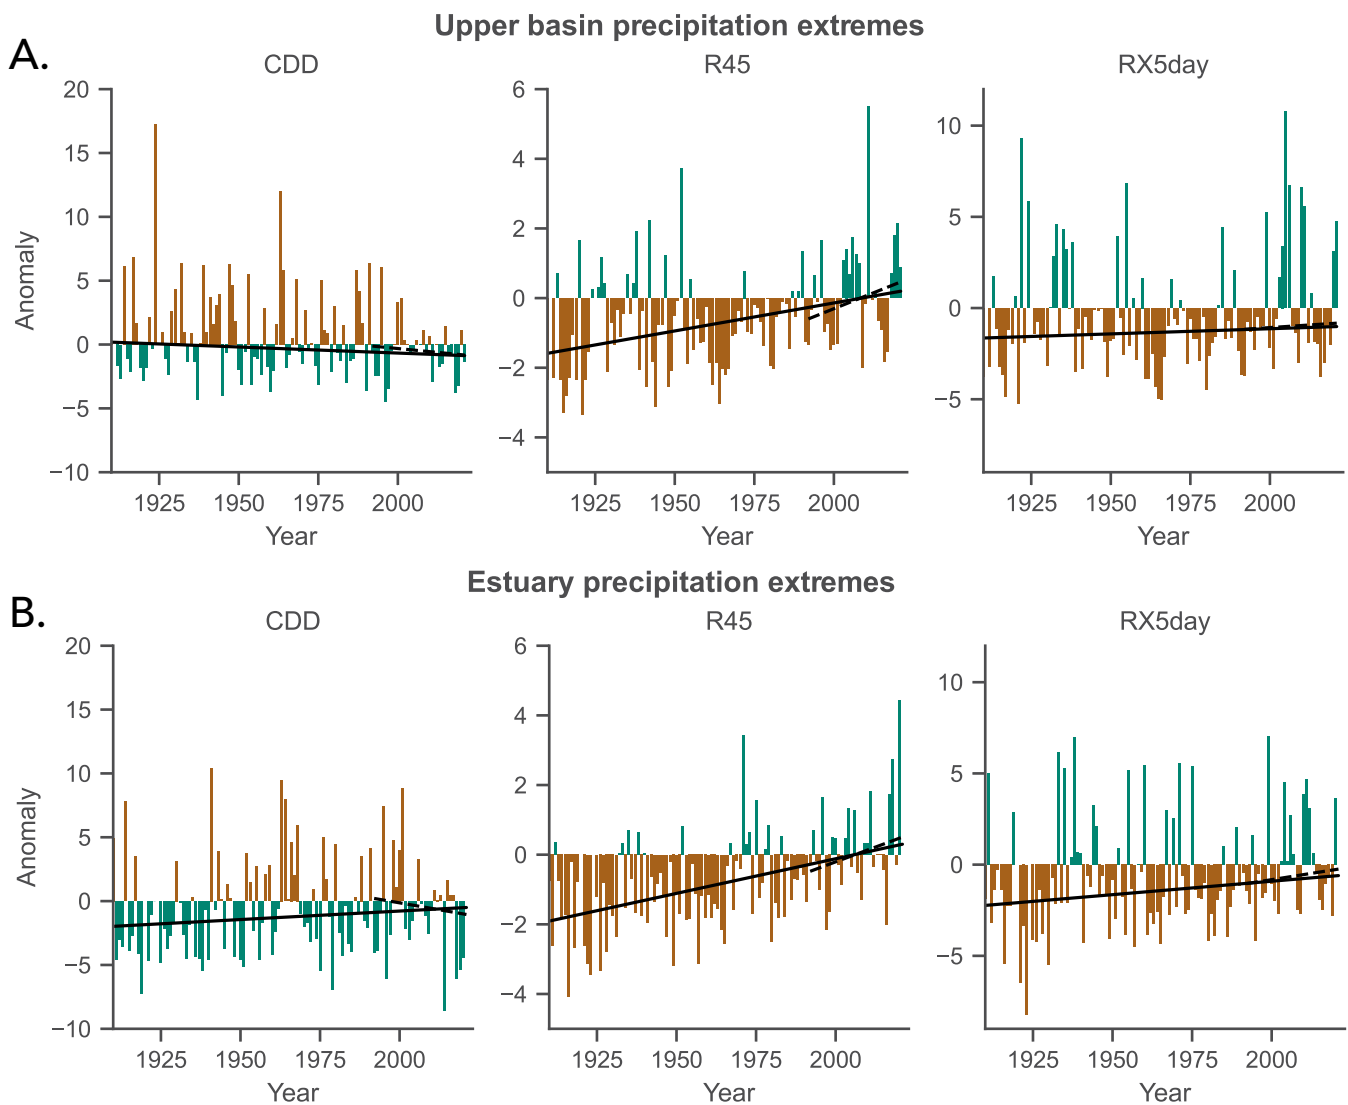 Upper basin precipitation extremes
A.
CDD R45 RX5day
20
15
10
5
0
−5
−10
6
4
2
0
−2
−4
10
5
0
−5
Anomaly
1925 1950 1975 2000 1925 1950 1975 2000 1925 1950 1975 2000
Year Year Year
Estuary precipitation extremes
B.
CDD R45 RX5day
20
15
10
5
0
−5
−10
6
4
2
0
−2
−4
10
5
0
−5
Anomaly
1925 1950 1975 2000 1925 1950 1975 2000 1925 1950 1975 2000
Year Year Year